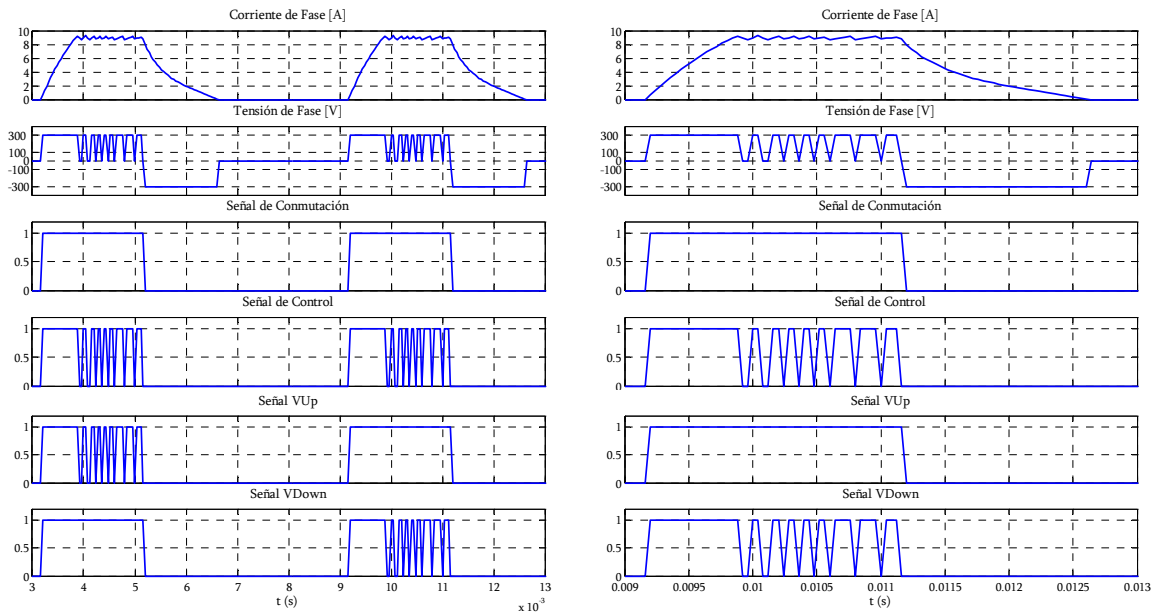 Corriente de Fase [A]
10
8
6
4
2
0
Tensión de Fase [V]
300
100
0
-100
-300
Señal de Conmutación
1
0.5
0
Señal de Control
1
0.5
0
Señal VUp
1
0.5
0
Señal VDown
1
0.5
0
3 4 5 6 7 8 9 10 11 12 13
t (s)
x 10⁻³
Corriente de Fase [A]
10
8
6
4
2
0
Tensión de Fase [V]
300
100
0
-100
-300
Señal de Conmutación
1
0.5
0
Señal de Control
1
0.5
0
Señal VUp
1
0.5
0
Señal VDown
1
0.5
0
0.009 0.0095 0.01 0.0105 0.011 0.0115 0.012 0.0125 0.013
t (s)